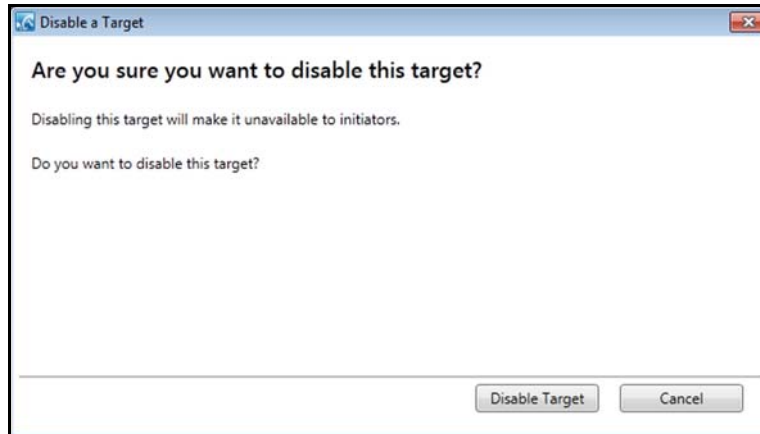 Disable a Target
Are you sure you want to disable this target?
Disabling this target will make it unavailable to initiators.
Do you want to disable this target?
Disable Target
Cancel